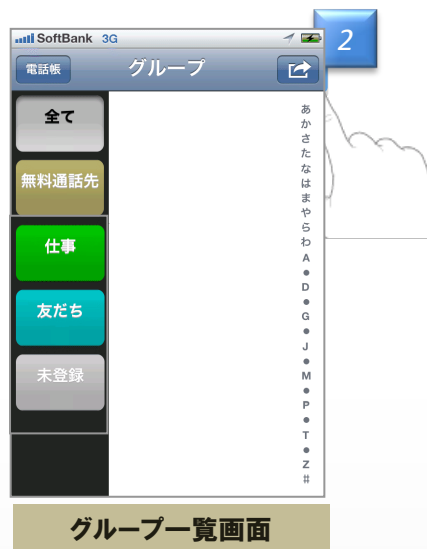 SoftBank 3G
2
電話帳
グループ
全て
無料通話先
仕事
友だち
未登録
あ
か
さ
た
な
は
ま
や
ら
わ
A
●
D
●
G
●
J
●
M
●
P
●
T
●
Z
#
グループ一覧画面